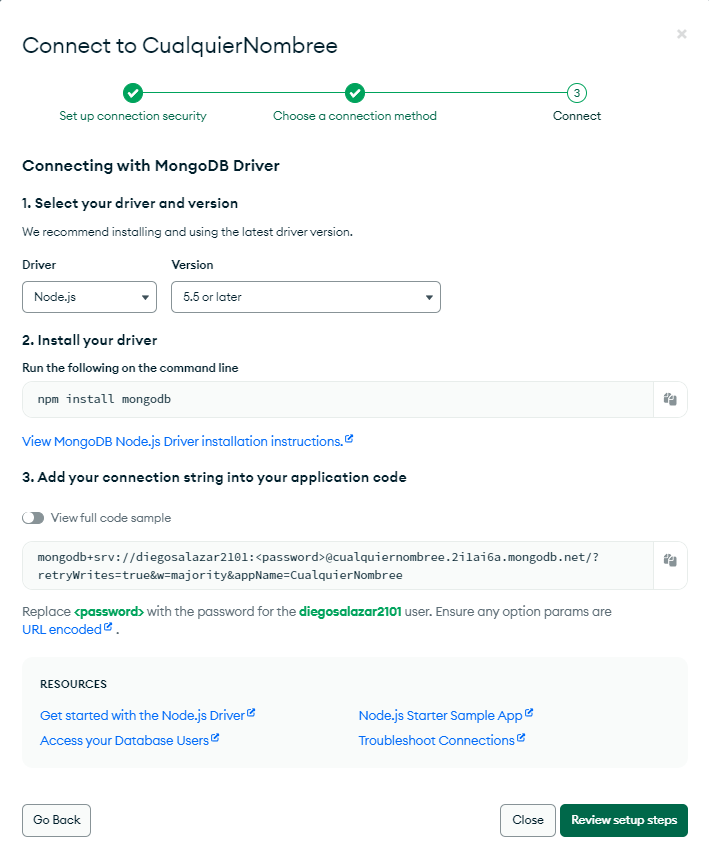 Connect to CualquierNombree
3
Set up connection security
Choose a connection method
Connect
Connecting with MongoDB Driver
1. Select your driver and version
We recommend installing and using the latest driver version.
Driver
Version
Node.js
5.5 or later
2. Install your driver
Run the following on the command line
npm install mongodb
View MongoDB Node.js Driver installation instructions.
3. Add your connection string into your application code
View full code sample
mongodb+srv://diegosalazar2101:<password>@cualquiernombree.2i1ai6a.mongodb.net/?
retryWrites=true&w=majority&appName=CualquierNombree
Replace <password> with the password for the diegosalazar2101 user. Ensure any option params are
URL encoded .
RESOURCES
Get started with the Node.js Driver
Node.js Starter Sample App
Access your Database Users
Troubleshoot Connections
Go Back
Close
Review setup steps